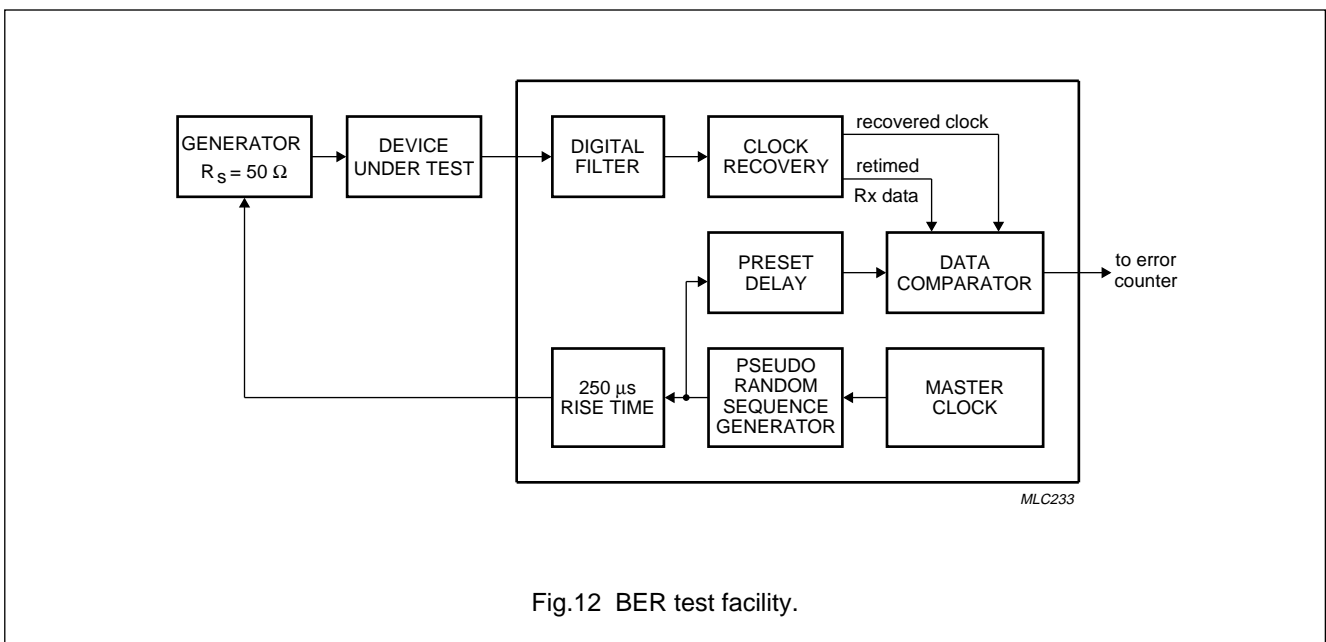 GENERATOR
R_S = 50 Ω
DEVICE
UNDER TEST
DIGITAL
FILTER
CLOCK
RECOVERY
recovered clock
retimed
Rx data
PRESET
DELAY
DATA
COMPARATOR
to error
counter
250 µs
RISE TIME
PSEUDO
RANDOM
SEQUENCE
GENERATOR
MASTER
CLOCK
MLC233
Fig.12 BER test facility.